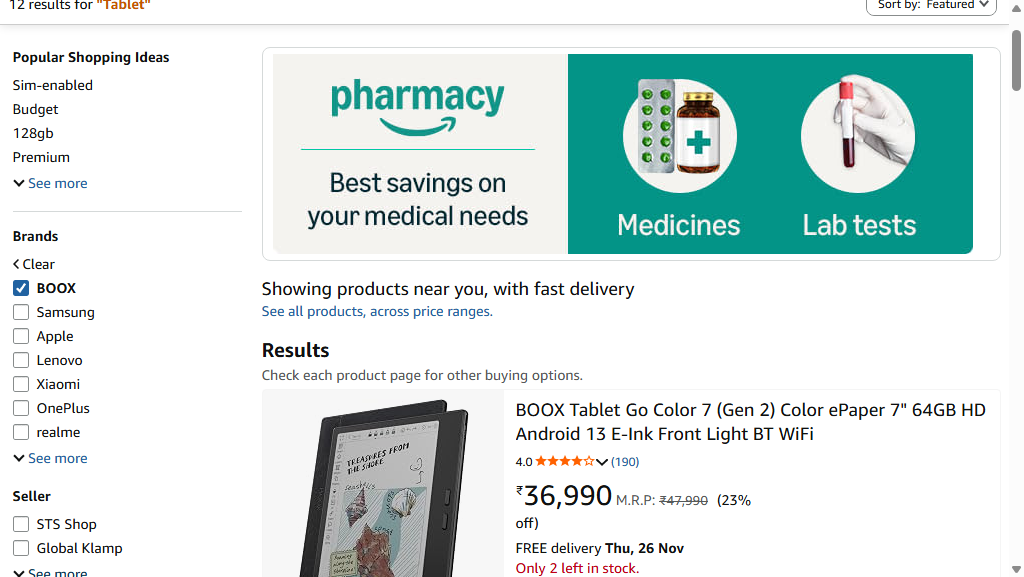 12 results for "Tablet"
Sort by: Featured
Popular Shopping Ideas
Sim-enabled
Budget
128gb
Premium
See more
Brands
Clear
BOOX
Samsung
Apple
Lenovo
Xiaomi
OnePlus
realme
See more
Seller
STS Shop
Global Klamp
See more
pharmacy
Best savings on
your medical needs
Medicines
Lab tests
Showing products near you, with fast delivery
See all products, across price ranges.
Results
Check each product page for other buying options.
TREASURES FROM
THE SHORE
BOOX Tablet Go Color 7 (Gen 2) Color ePaper 7" 64GB HD
Android 13 E-Ink Front Light BT WiFi
4.0 (190)
₹36,990 M.R.P: ₹47,990 (23%
off)
FREE delivery Thu, 26 Nov
Only 2 left in stock.